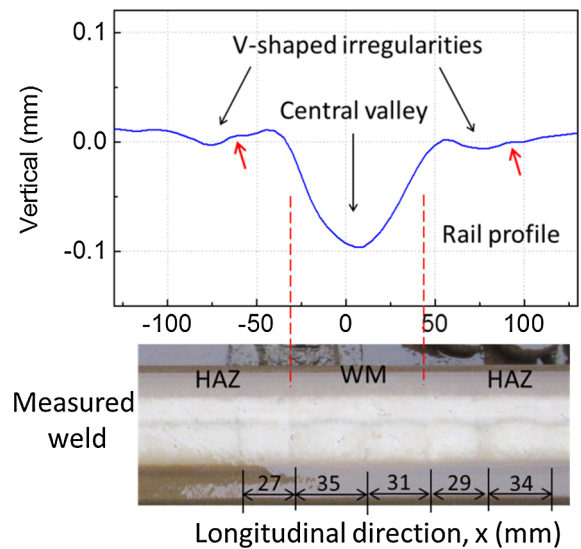 0.1
V-shaped irregularities
Central valley
Vertical (mm)
0.0
Rail profile
-0.1
-100 -50 0 50 100
HAZ WM HAZ
Measured
weld
27 35 31 29 34
Longitudinal direction, x (mm)